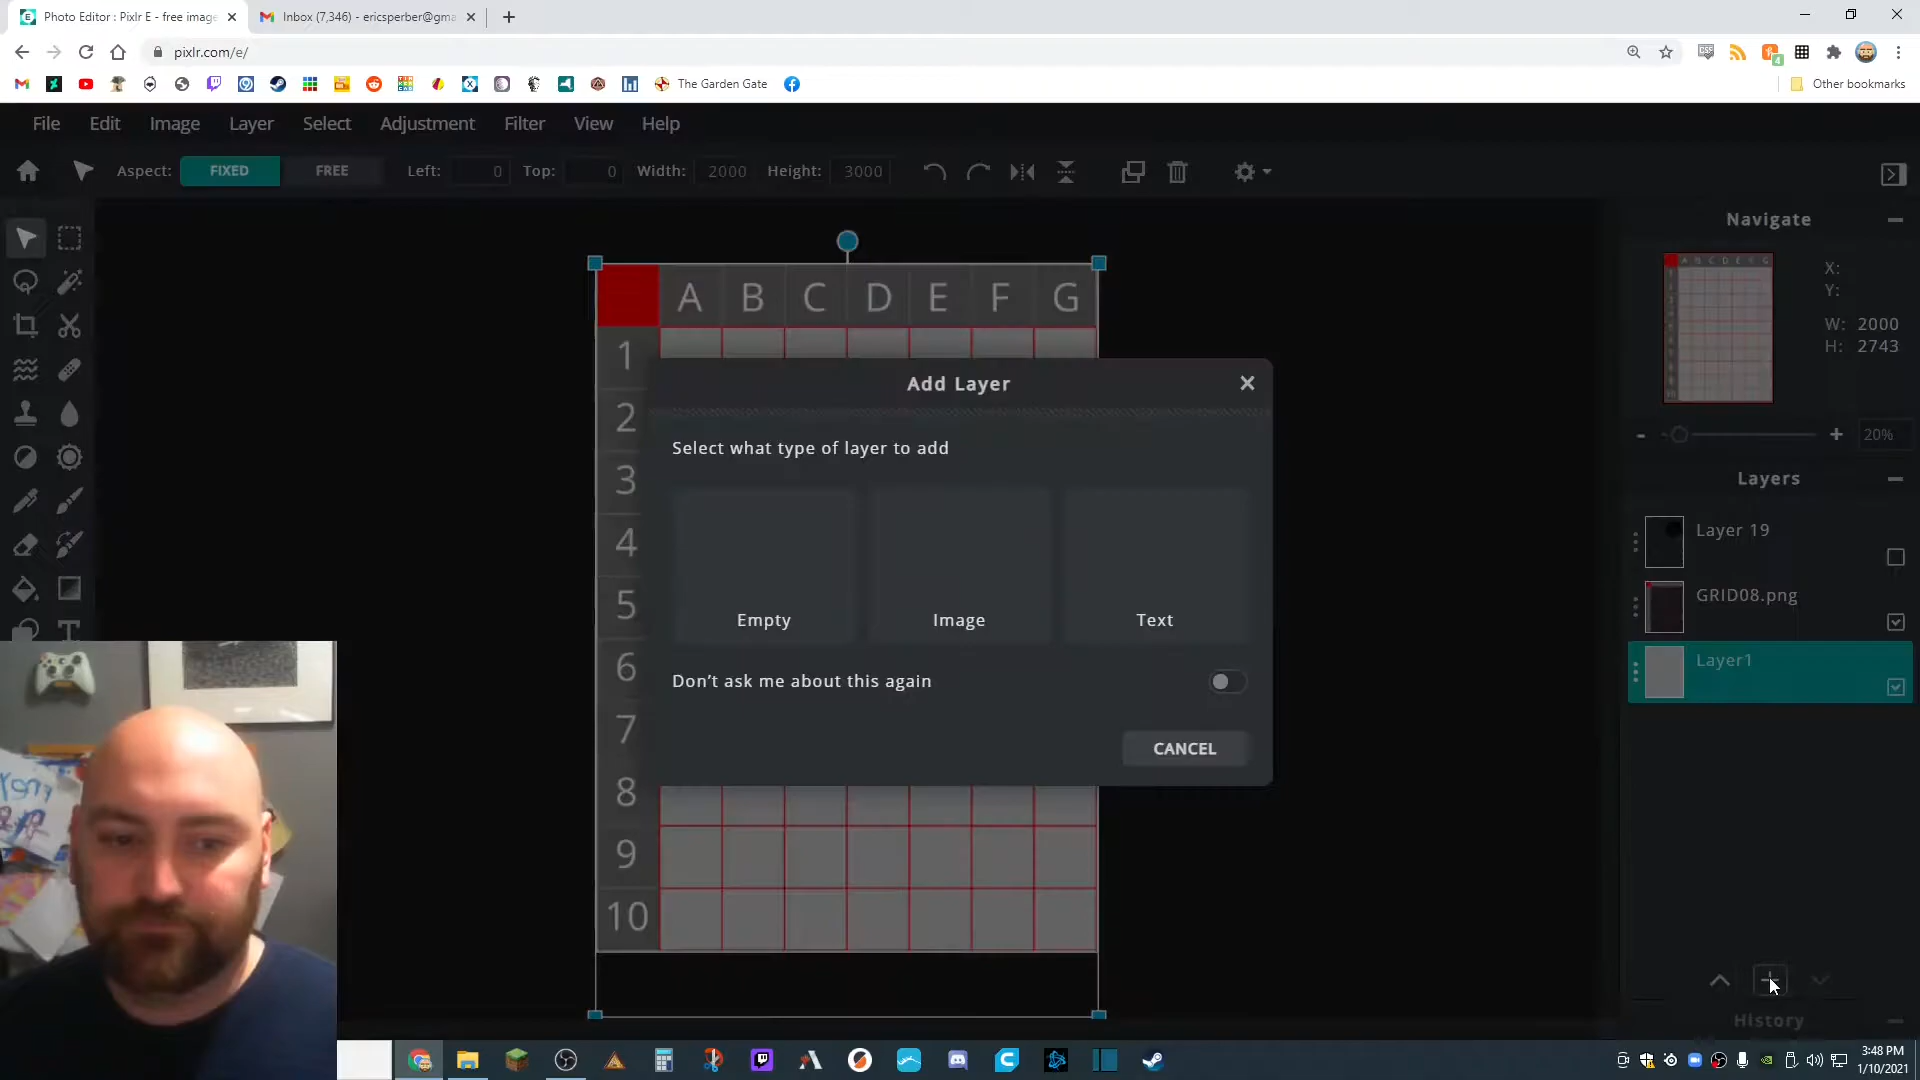 Photo Editor : Pixlr E - free image
Inbox (7,346) - ericsperber@gma
pixlr.com/e/
The Garden Gate
Other bookmarks
File Edit Image Layer Select Adjustment Filter View Help
Aspect: FIXED FREE Left: 0 Top: 0 Width: 2000 Height: 3000
Navigate
X:
Y:
W: 2000
H: 2743
20%
A B C D E F G
1
2
3
4
5
6
7
8
9
10
Add Layer
Select what type of layer to add
Empty Image Text
Don't ask me about this again
CANCEL
Layers
Layer 19
GRID08.png
Layer1
History
3:48 PM
1/10/2021